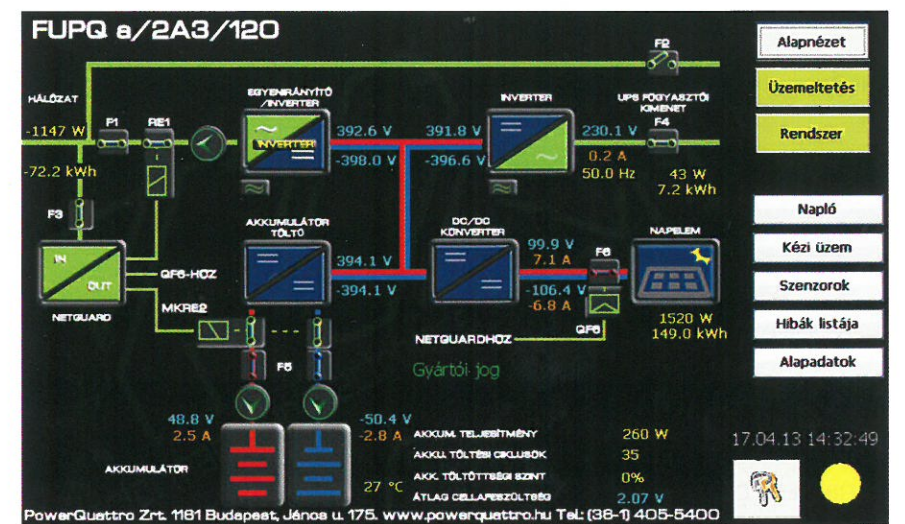 FUPQ a/2A3/120
F2
Alapnézet
HÁLÓZAT
EGYENIRÁNYÍTÓ
/INVERTER
INVERTER
UPS FOGYASZTÓI
KIMENET
Üzemeltetés
-1147 W
F1
RE1
INVERTER
392.6 V
391.8 V
230.1 V
F4
Rendszer
-398.0 V
-396.6 V
0.2 A
-72.2 kWh
50.0 Hz
43 W
7.2 kWh
F3
AKKUMULÁTOR
TÖLTŐ
DC/DC
KONVERTER
NAPELEM
Napló
IN
OUT
QF6-HOZ
394.1 V
99.9 V
7.1 A
F6
Kézi üzem
-394.1 V
-106.4 V
-6.8 A
Szenzorok
NETGUARD
MKRE2
QF6
1520 W
149.0 kWh
Hibák listája
NETGUARDHOZ
F5
Gyártói jog
Alapadatok
48.8 V
-50.4 V
2.5 A
-2.8 A
AKKUM. TELJESÍTMÉNY 260 W
17.04.13 14:32:49
AKKU. TÖLTÉSI CIKLUSOK 35
AKKUMULÁTOR
27 °C
AKK. TÖLTÖTTSÉGI SZINT 0%
ÁTLAG CELLAFESZÜLTSÉG 2.07 V
PowerQuattro Zrt. 1161 Budapest, János u. 175. www.powerquattro.hu Tel.: (36-1) 405-5400